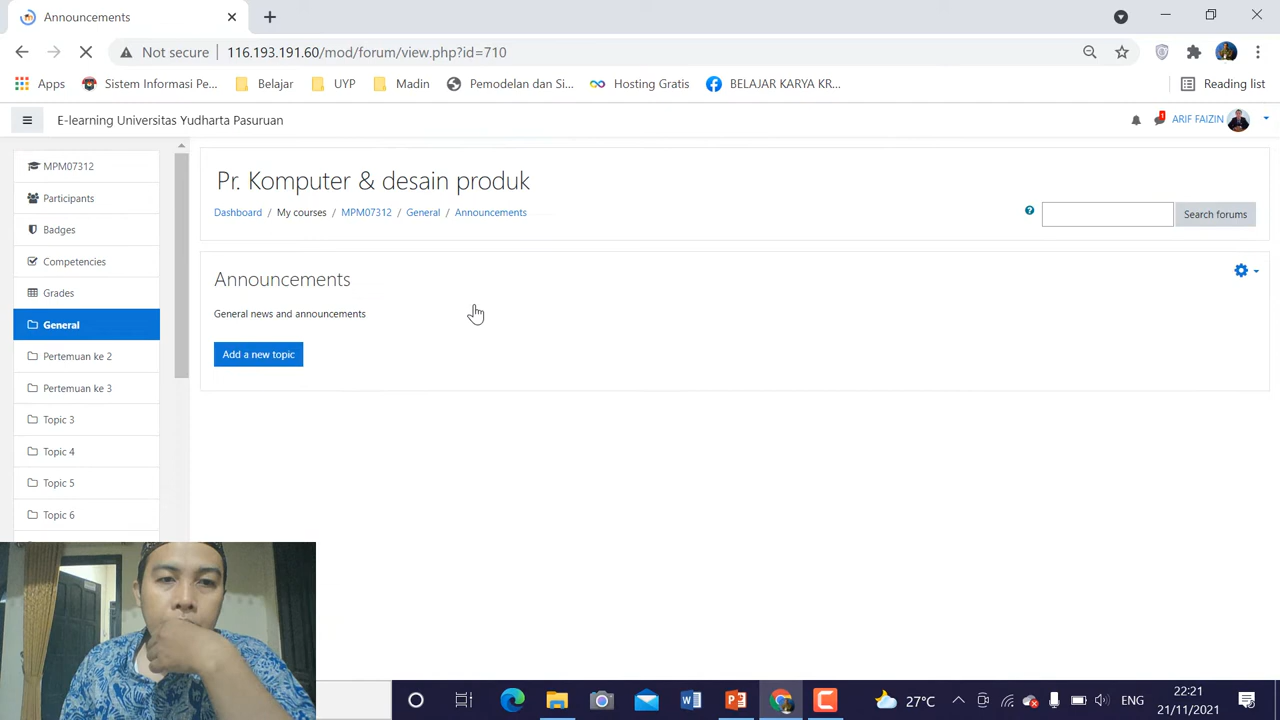 Announcements
Not secure 116.193.191.60/mod/forum/view.php?id=710
Apps Sistem Informasi Pe... Belajar UYP Madin Pemodelan dan Si... Hosting Gratis BELAJAR KARYA KR... Reading list
E-learning Universitas Yudharta Pasuruan
1 ARIF FAIZIN
MPM07312
Participants
Badges
Competencies
Grades
General
Pertemuan ke 2
Pertemuan ke 3
Topic 3
Topic 4
Topic 5
Topic 6
Pr. Komputer & desain produk
Dashboard / My courses / MPM07312 / General / Announcements
Search forums
Announcements
General news and announcements
Add a new topic
27°C ENG 22:21
21/11/2021